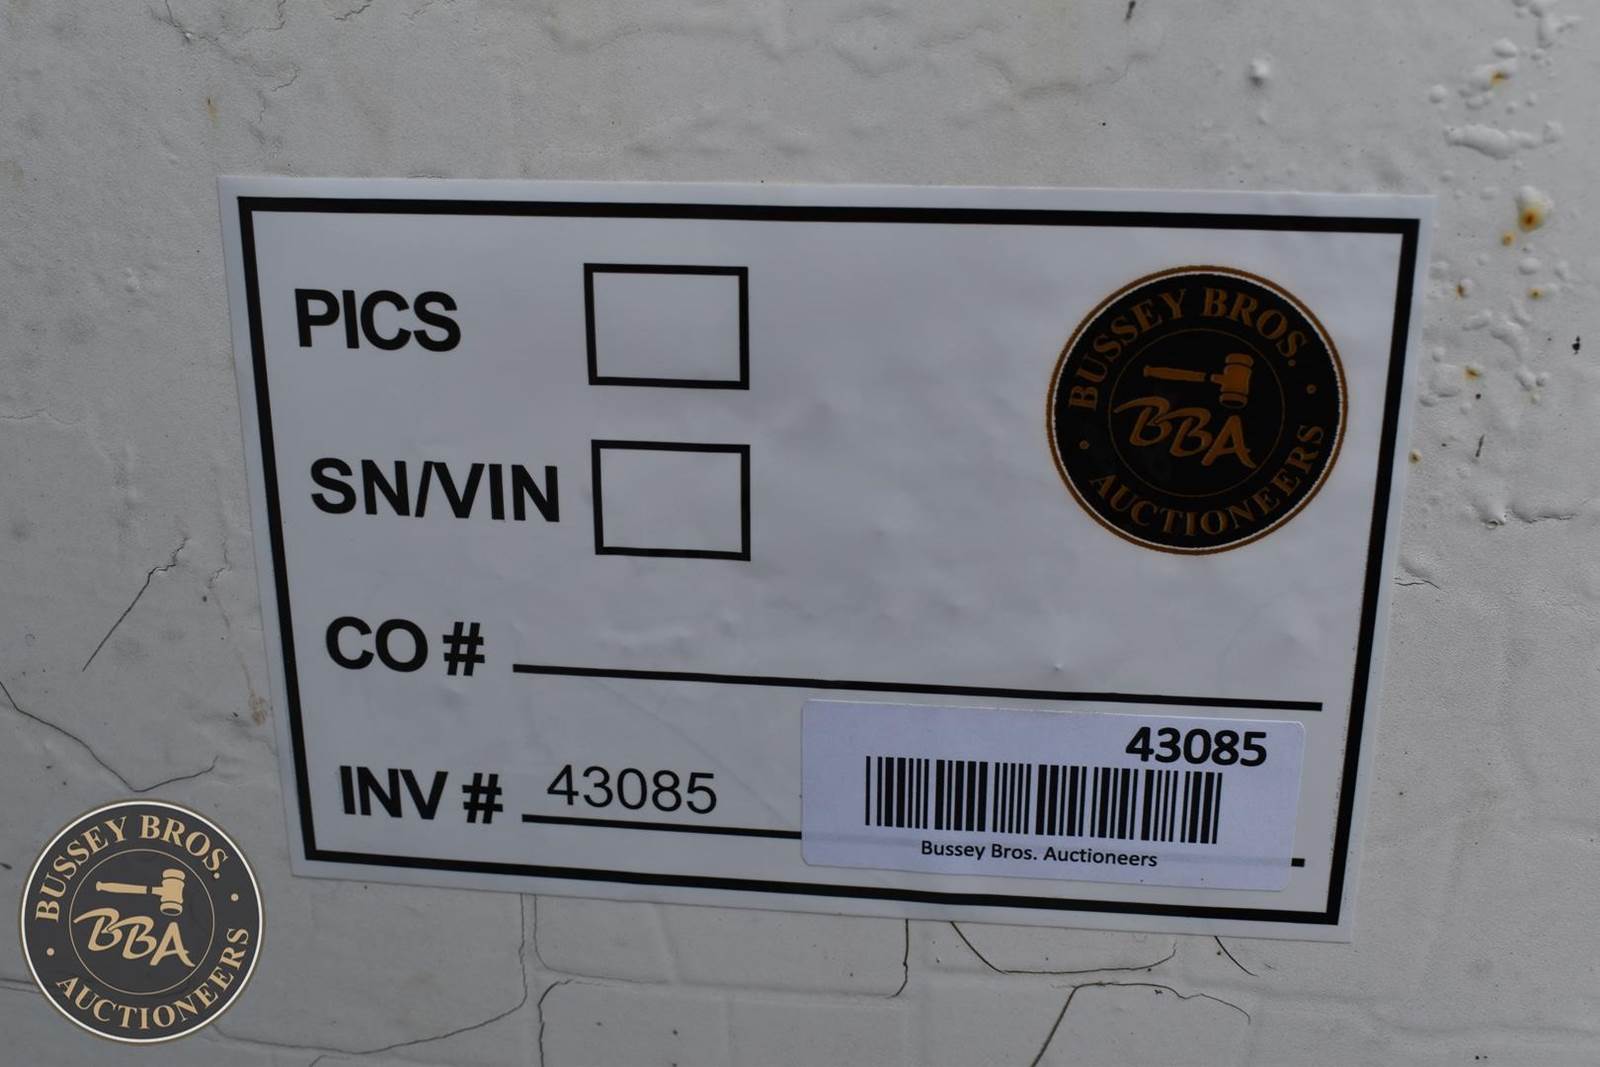 PICS
BUSSEY BROS.
BBA
AUCTIONEERS
SN/VIN
CO #
INV # 43085
43085
Bussey Bros. Auctioneers
BUSSEY BROS.
BBA
AUCTIONEERS